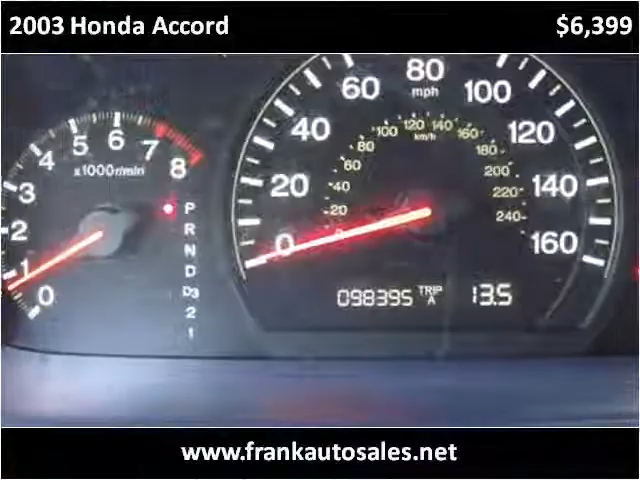 2003 Honda Accord $6,399
0 1 2 3 4 5 6 7 8
x1000r/min
P
R
N
D
D3
2
1
0 20 40 60 80 100 120 140 160
mph
20 40 60 80 100 120 140 160 180 200 220 240
km/h
098395 TRIP A 13.5
www.frankautosales.net